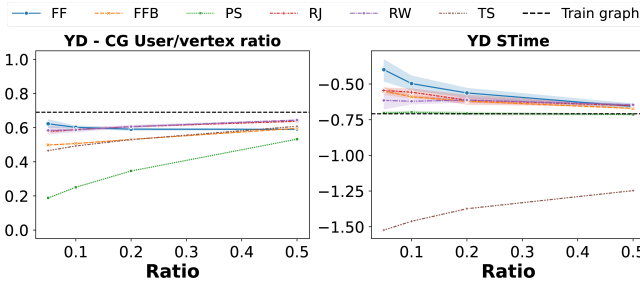 FF FFB PS RJ RW TS Train graph
YD - CG User/vertex ratio
YD STime
1.0
0.8
0.6
0.4
0.2
0.0
0.1 0.2 0.3 0.4 0.5
Ratio
−0.50
−0.75
−1.00
−1.25
−1.50
0.1 0.2 0.3 0.4 0.5
Ratio